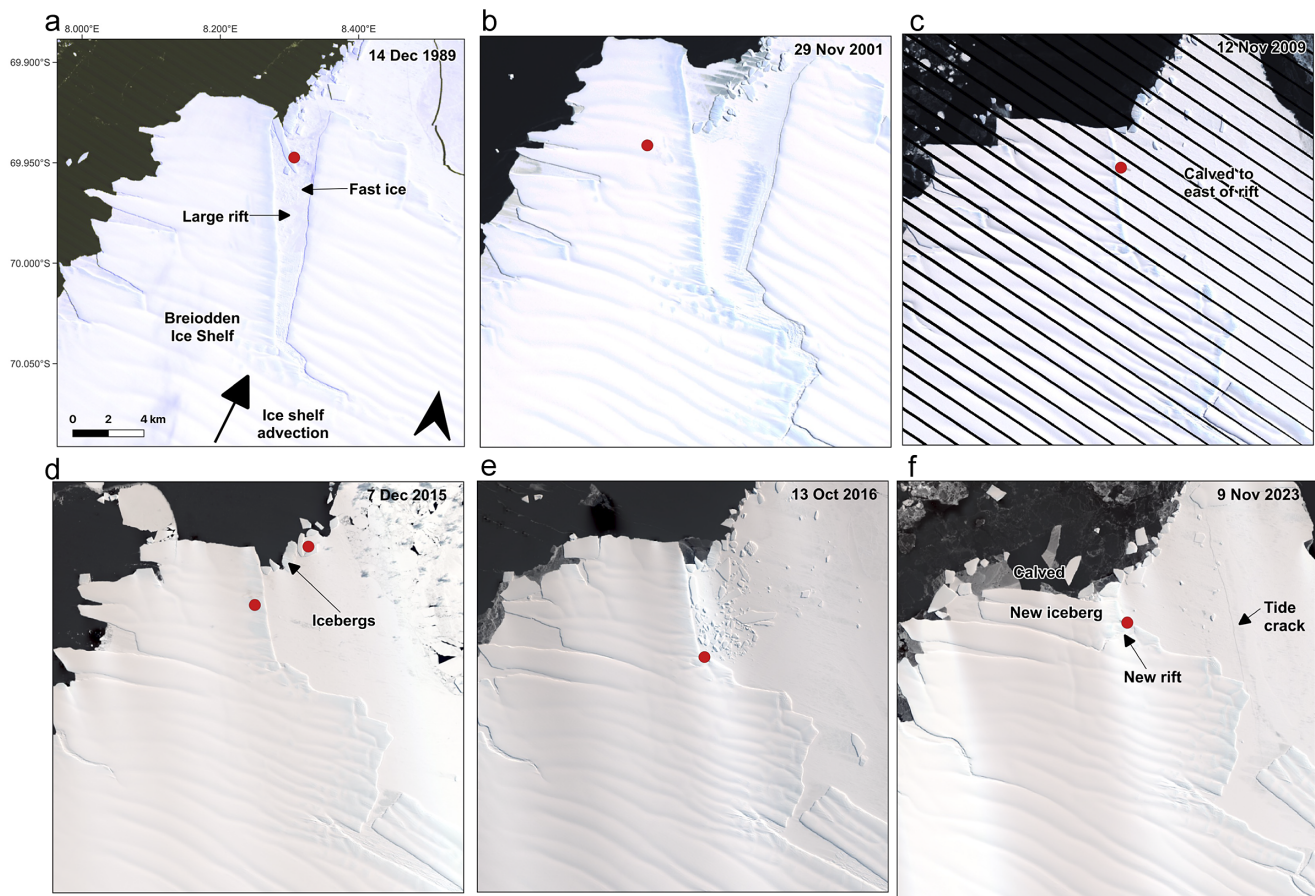 a
8.000°E 8.200°E 8.400°E
69.900°S
69.950°S
70.000°S
70.050°S
14 Dec 1989
Fast ice
Large rift
Breiodden
Ice Shelf
0 2 4 km
Ice shelf
advection
b
29 Nov 2001
c
12 Nov 2009
Calved to
east of rift
d
7 Dec 2015
Icebergs
e
13 Oct 2016
f
9 Nov 2023
Calved
New iceberg
Tide
crack
New rift